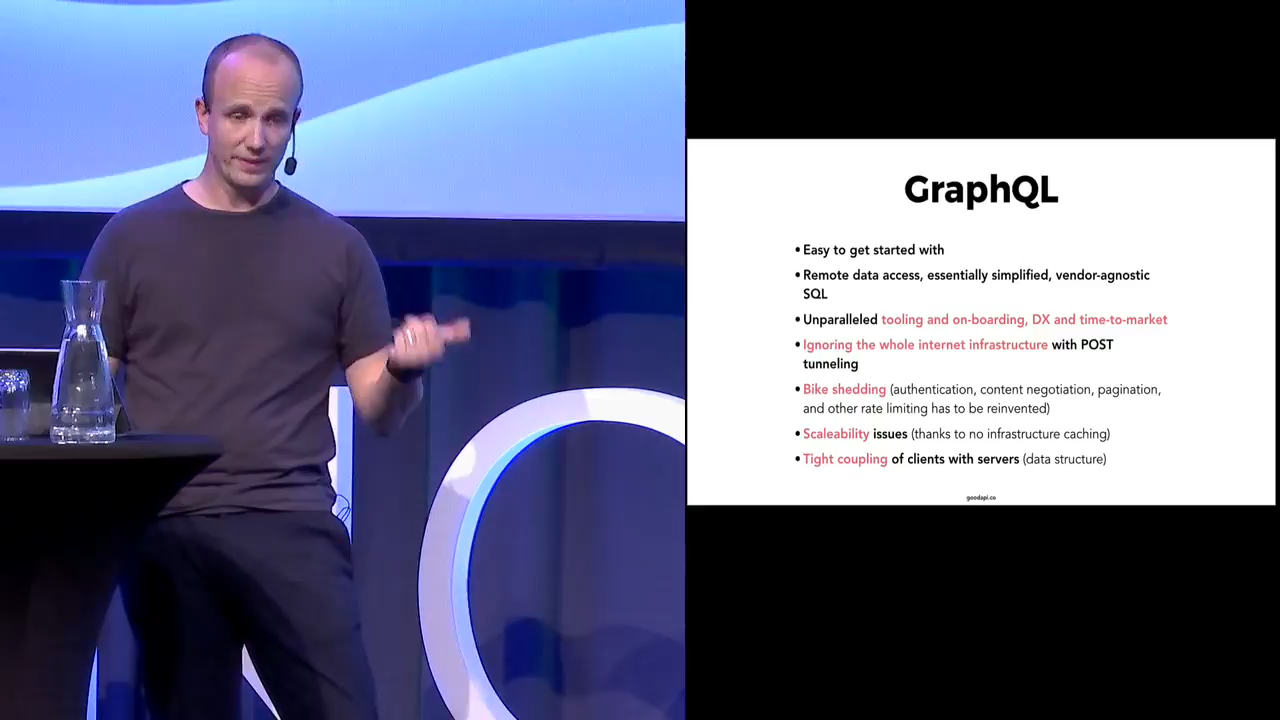 GraphQL
• Easy to get started with
• Remote data access, essentially simplified, vendor-agnostic
SQL
• Unparalleled tooling and on-boarding, DX and time-to-market
• Ignoring the whole internet infrastructure with POST
tunneling
• Bike shedding (authentication, content negotiation, pagination,
and other rate limiting has to be reinvented)
• Scaleability issues (thanks to no infrastructure caching)
• Tight coupling of clients with servers (data structure)
goodapi.co